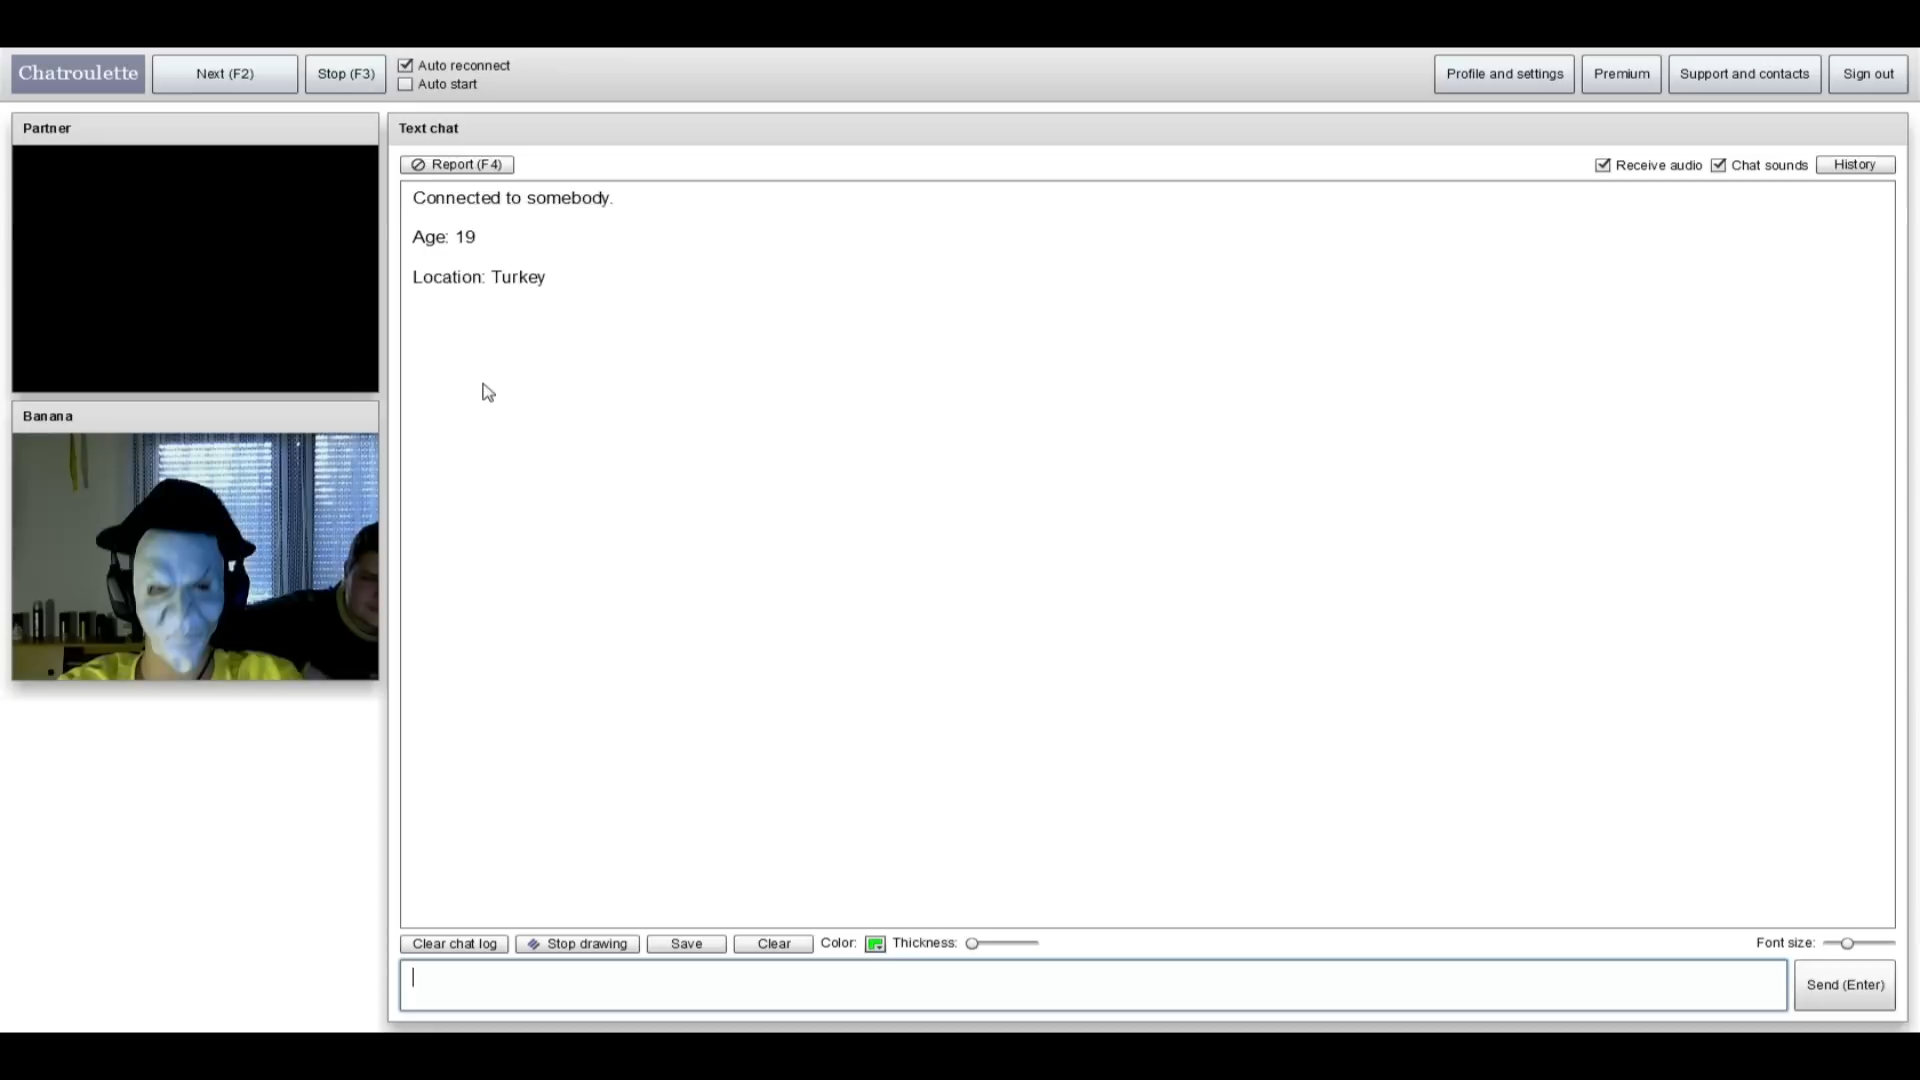 Chatroulette
Next (F2)
Stop (F3)
Auto reconnect
Auto start
Profile and settings
Premium
Support and contacts
Sign out
Partner
Text chat
Report (F4)
Receive audio
Chat sounds
History
Connected to somebody.
Age: 19
Location: Turkey
Banana
Clear chat log
Stop drawing
Save
Clear
Color:
Thickness:
Font size:
Send (Enter)